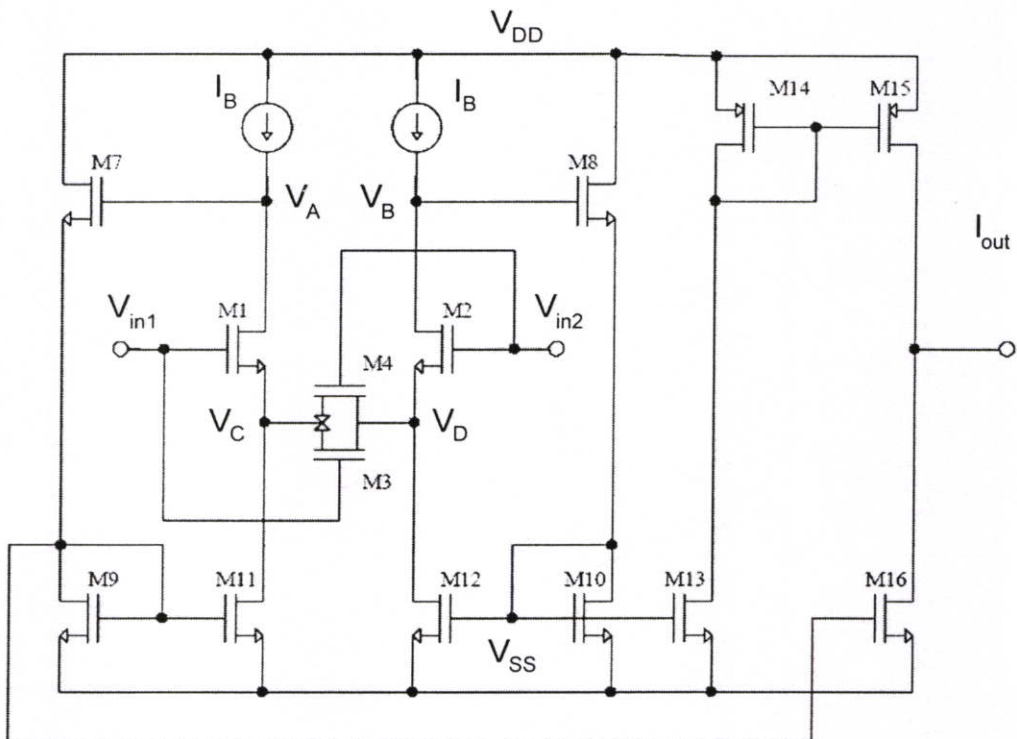 V_DD
I_B
I_B
M14
M15
M7
M8
V_A
V_B
I_out
V_in1
M1
M2
V_in2
M4
V_C
V_D
M3
M9
M11
M12
M10
M13
M16
V_SS